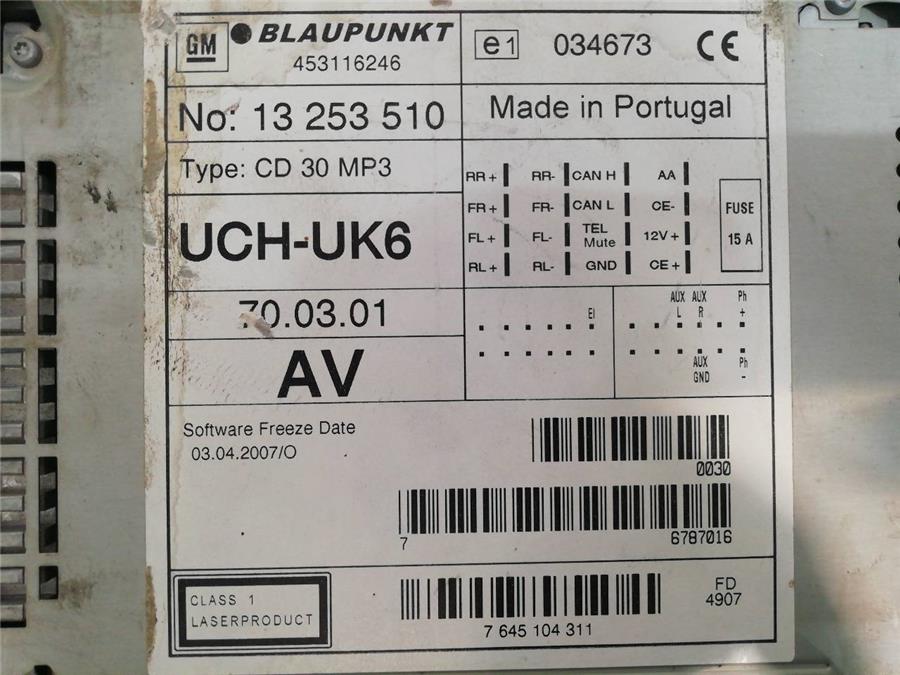 GM BLAUPUNKT
453116246
e1 034673 CE
No: 13 253 510
Made in Portugal
Type: CD 30 MP3
UCH-UK6
70.03.01
AV
RR + RR- CAN H AA
FR + FR- CAN L CE-
FL + FL- TEL Mute 12V +
RL + RL- GND CE +
FUSE
15 A
EI
AUX AUX Ph
L R +
AUX Ph
GND -
Software Freeze Date
03.04.2007/O
0030
7 6787016
CLASS 1
LASERPRODUCT
7 645 104 311
FD
4907